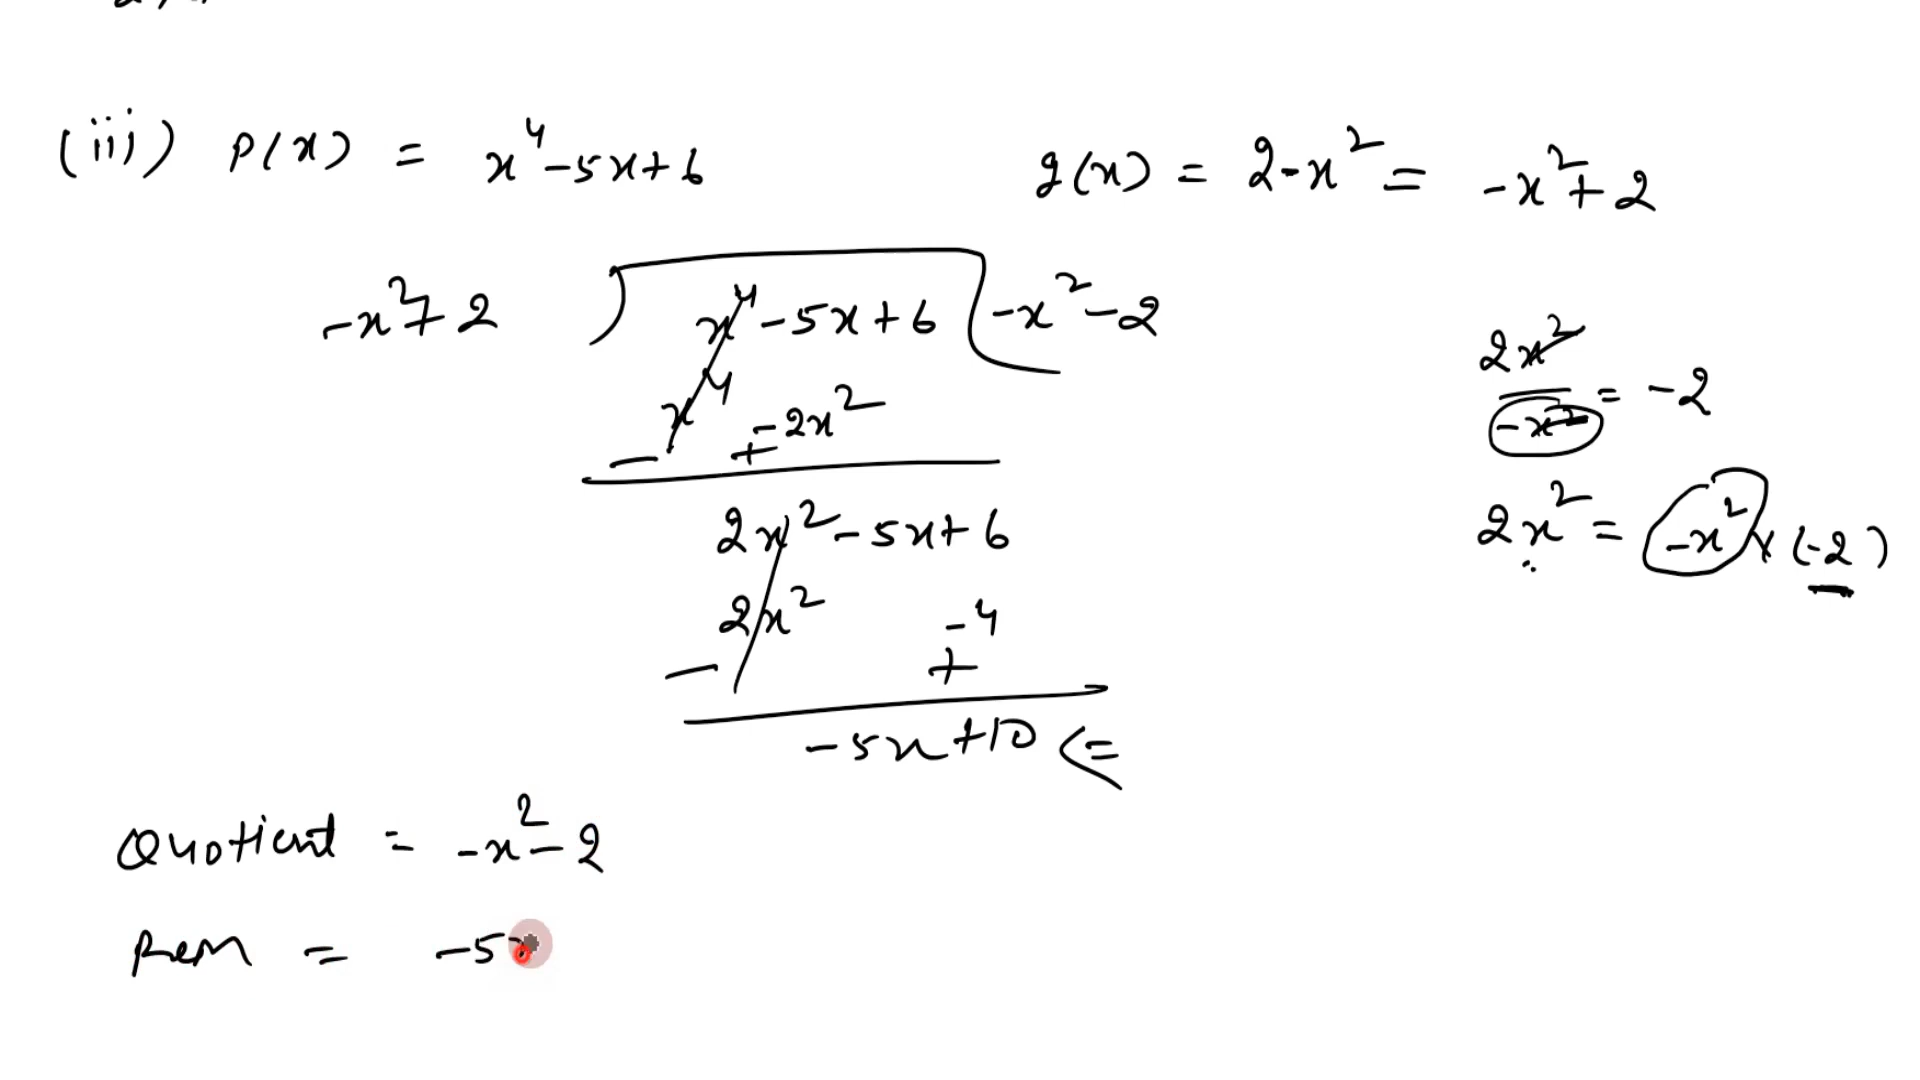 (iii) P(x) = x⁴-5x+6 g(x) = 2-x² = -x²+2
-x²+2 ) x⁴-5x+6 ( -x²-2
x⁴ -2x²
- +
2x²-5x+6
2x² -4
- +
-5x+10 <=
2x²/-x² = -2
2x² = -x² x (-2)
Quotient = -x²-2
Rem = -5